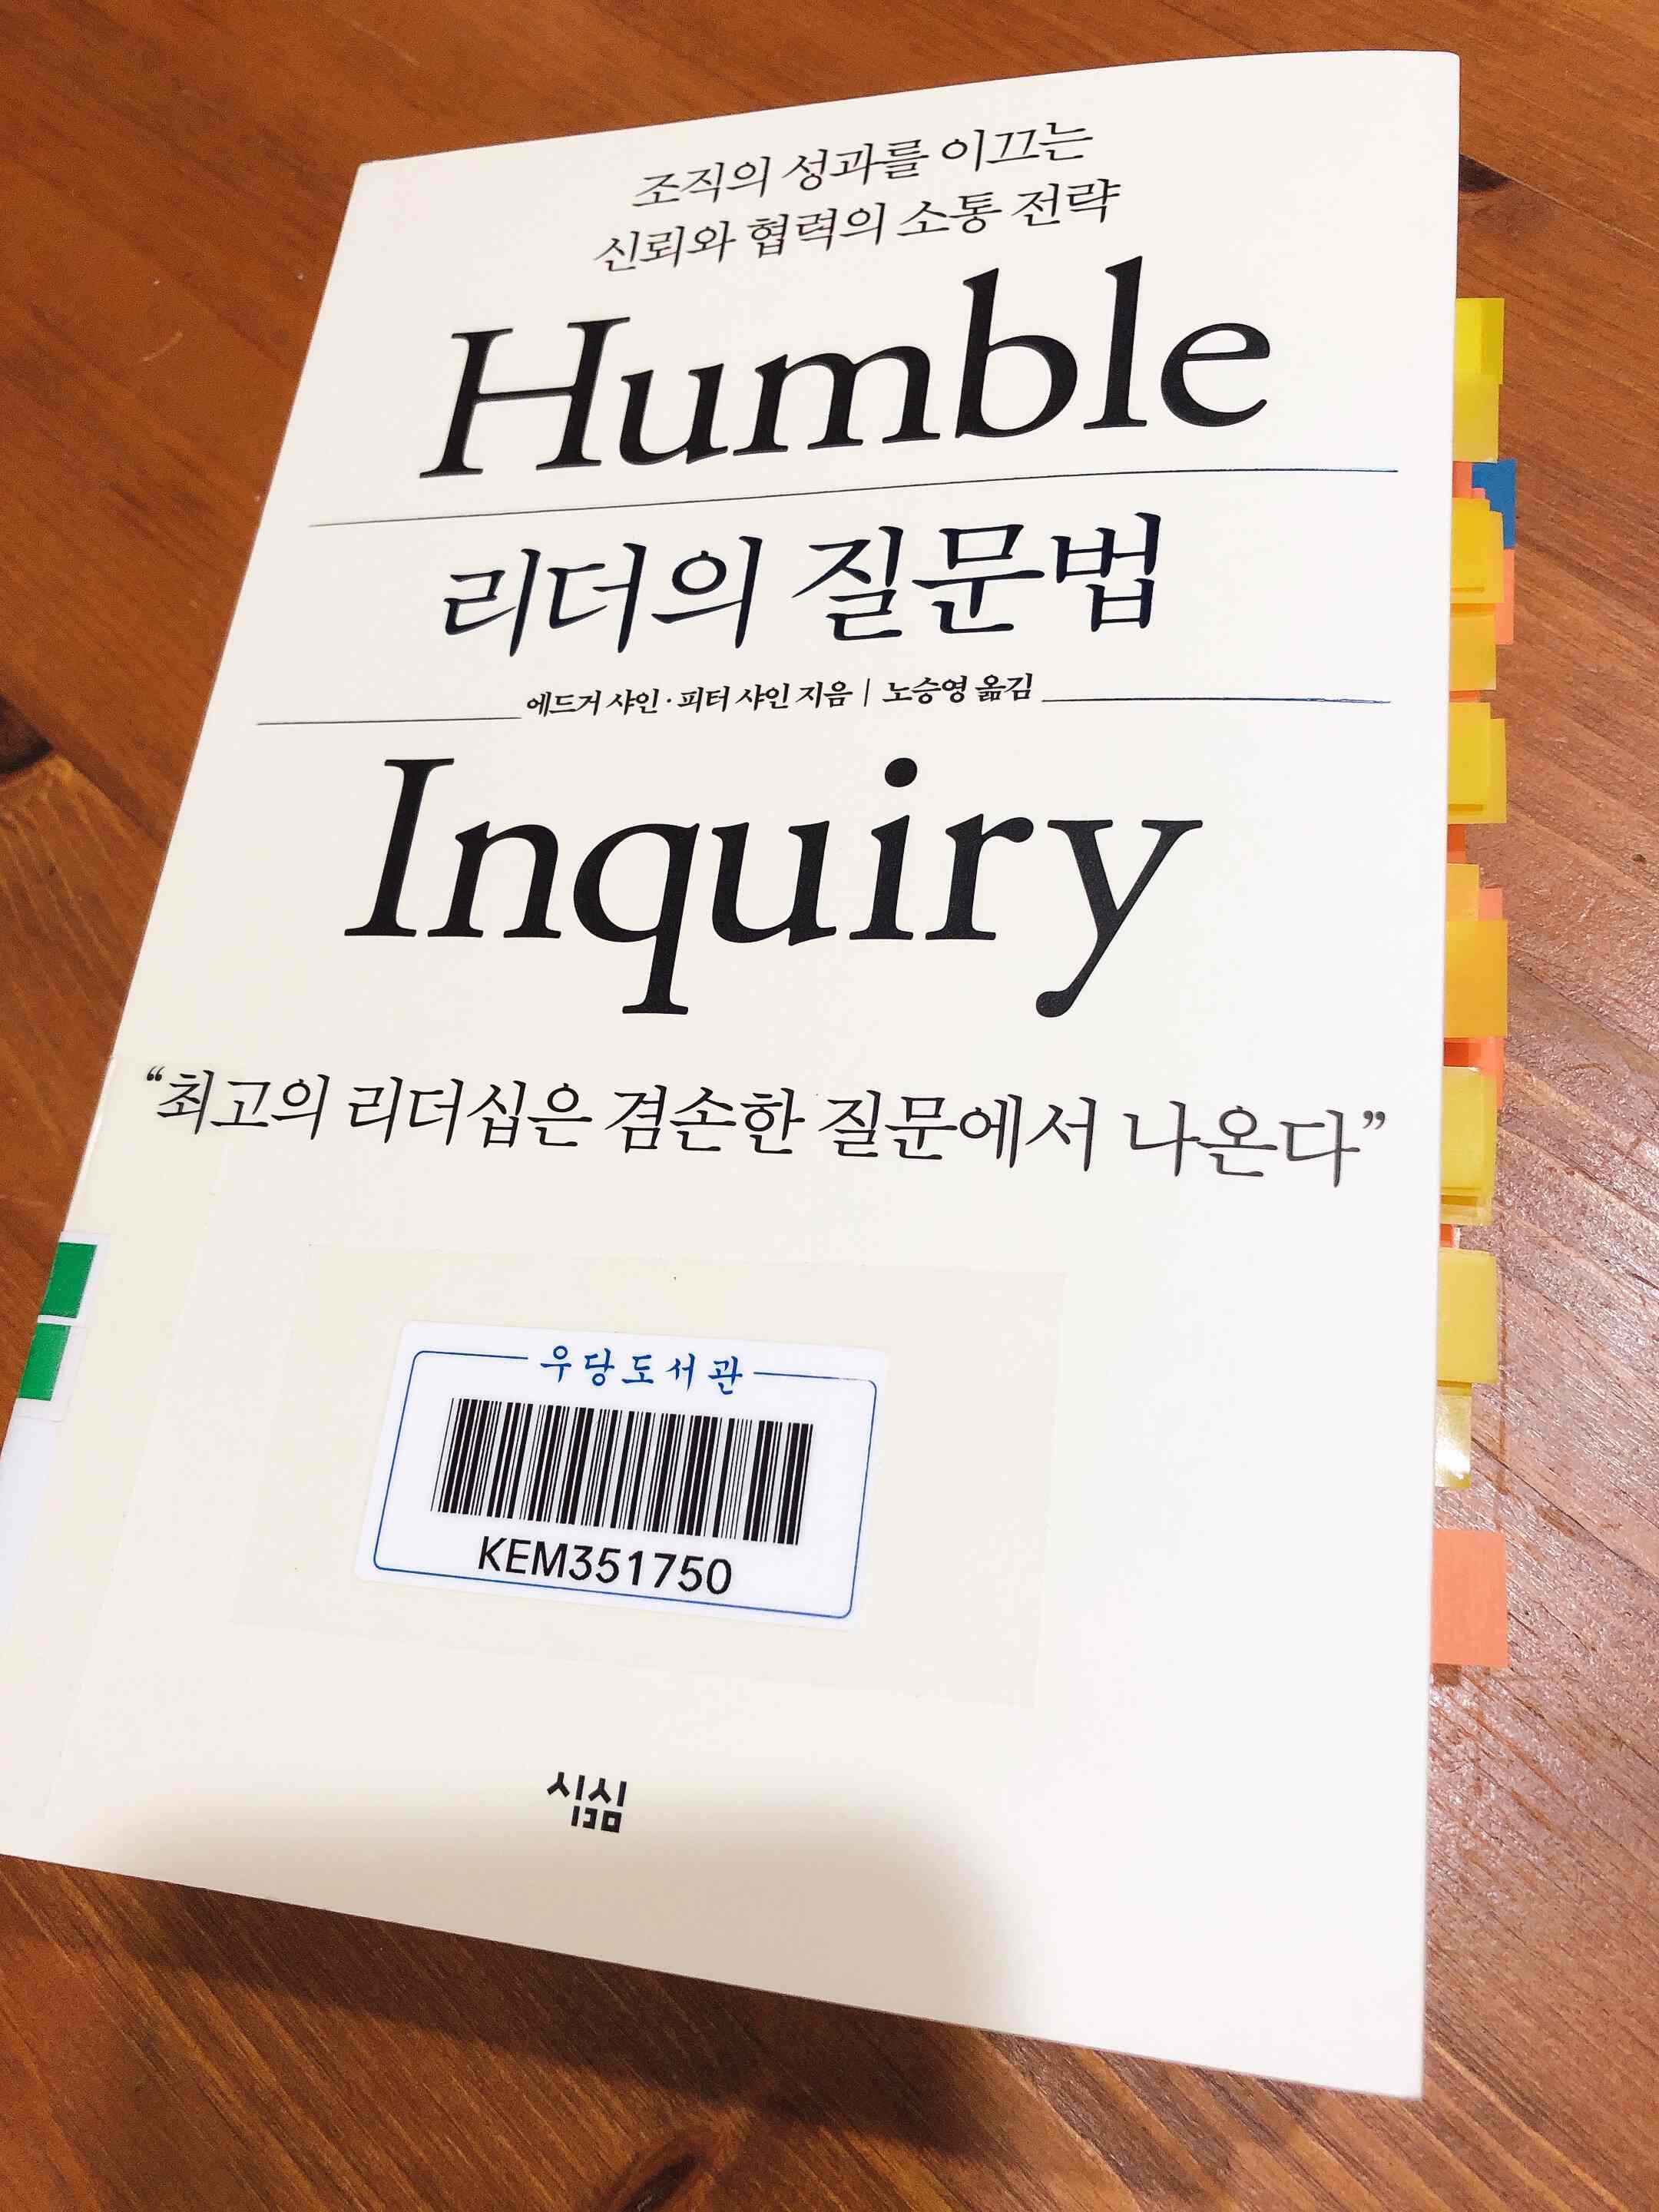 조직의 성과를 이끄는
신뢰와 협력의 소통 전략
Humble
리더의 질문법
에드거 샤인·피터 샤인 지음 | 노승영 옮김
Inquiry
“최고의 리더십은 겸손한 질문에서 나온다”
우당도서관
KEM351750
심심